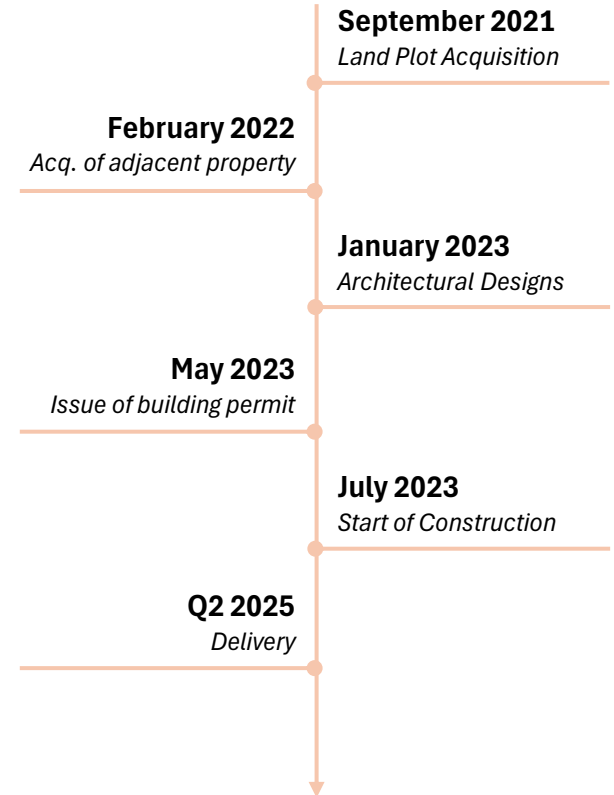 September 2021
Land Plot Acquisition
February 2022
Acq. of adjacent property
January 2023
Architectural Designs
May 2023
Issue of building permit
July 2023
Start of Construction
Q2 2025
Delivery